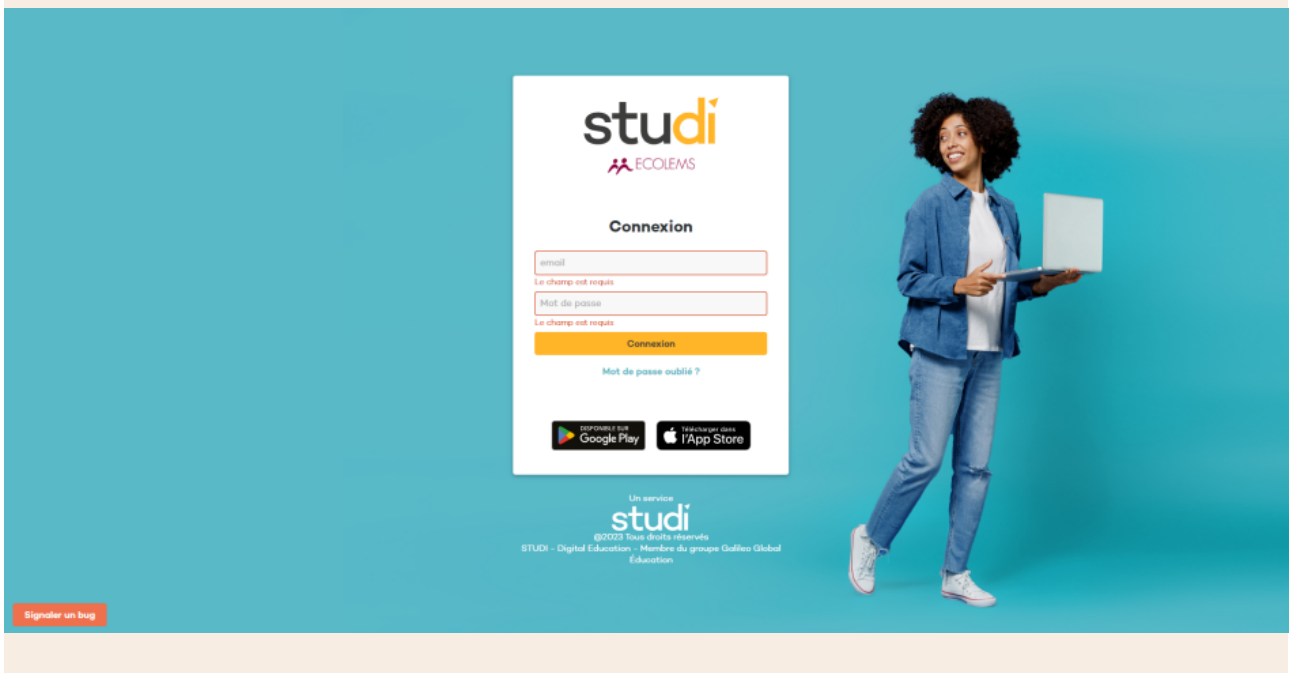 studi
ECOLEMS
Connexion
email
Le champ est requis
Mot de passe
Le champ est requis
Connexion
Mot de passe oublié ?
DISPONIBLE SUR
Google Play
Télécharger dans
l'App Store
Un service
studi
@2023 Tous droits réservés
STUDI - Digital Education - Membre du groupe Galileo Global
Éducation
Signaler un bug